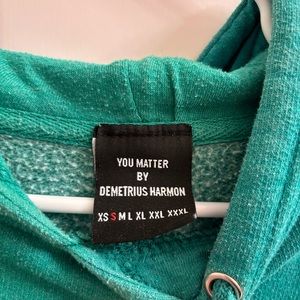 YOU MATTER
BY
DEMETRIUS HARMON
XS S M L XL XXL XXXL